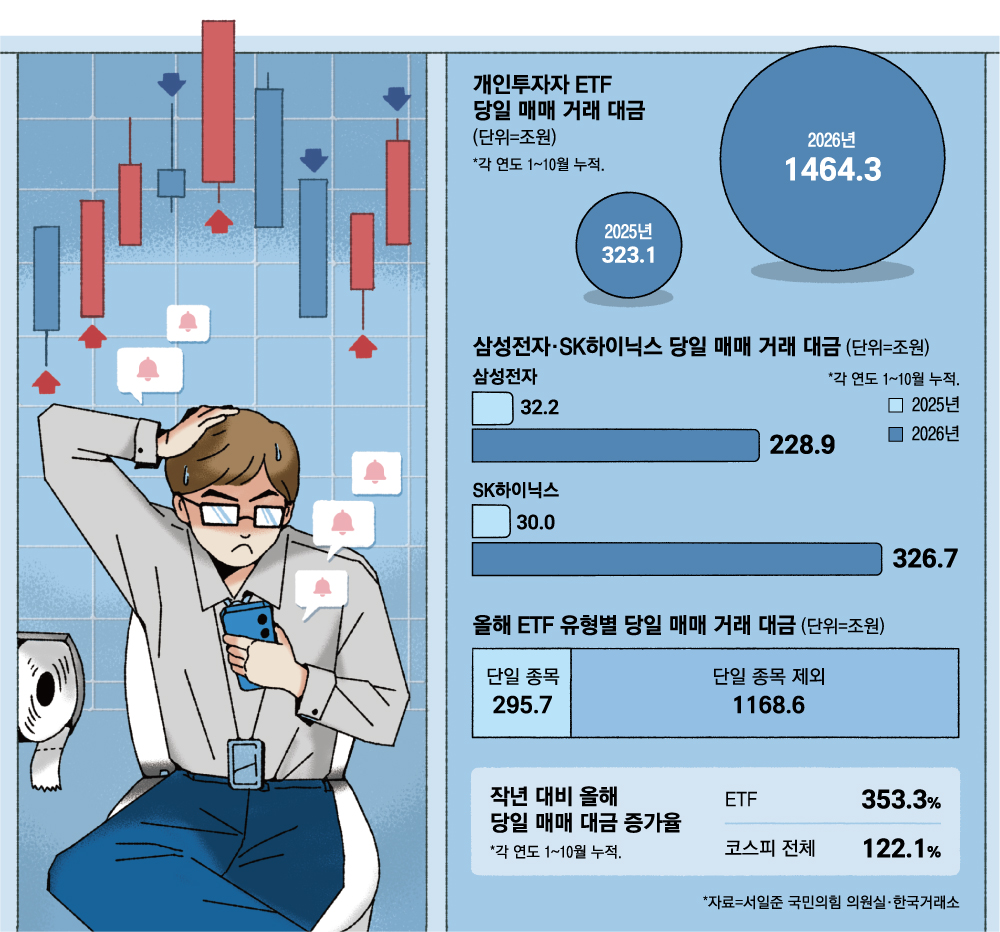 개인투자자 ETF
당일 매매 거래 대금
(단위=조원)
*각 연도 1~10월 누적.
2026년
1464.3
2025년
323.1
삼성전자·SK하이닉스 당일 매매 거래 대금 (단위=조원)
삼성전자
*각 연도 1~10월 누적.
32.2
2025년
228.9
2026년
SK하이닉스
30.0
326.7
올해 ETF 유형별 당일 매매 거래 대금 (단위=조원)
단일 종목
295.7
단일 종목 제외
1168.6
작년 대비 올해
당일 매매 대금 증가율
*각 연도 1~10월 누적.
ETF 353.3%
코스피 전체 122.1%
*자료=서일준 국민의힘 의원실·한국거래소